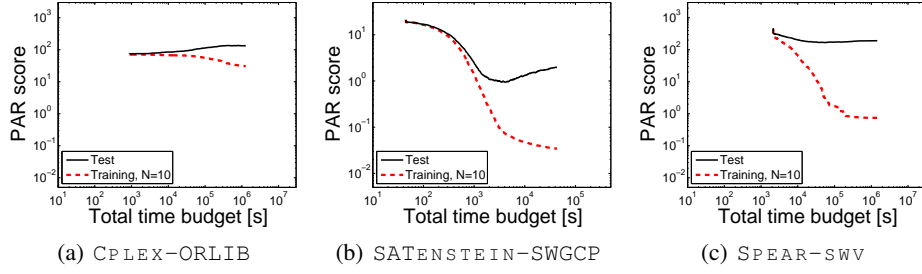 PAR score
10^3
10^2
10^1
10^0
10^-1
10^-2
Test
Training, N=10
10^1 10^2 10^3 10^4 10^5 10^6 10^7
Total time budget [s]
(a) CPLEX-ORLIB
PAR score
10^1
10^0
10^-1
10^-2
Test
Training, N=10
10^1 10^2 10^3 10^4 10^5
Total time budget [s]
(b) SATENSTEIN-SWGCP
PAR score
10^3
10^2
10^1
10^0
10^-1
10^-2
Test
Training, N=10
10^1 10^2 10^3 10^4 10^5 10^6 10^7
Total time budget [s]
(c) SPEAR-SWV